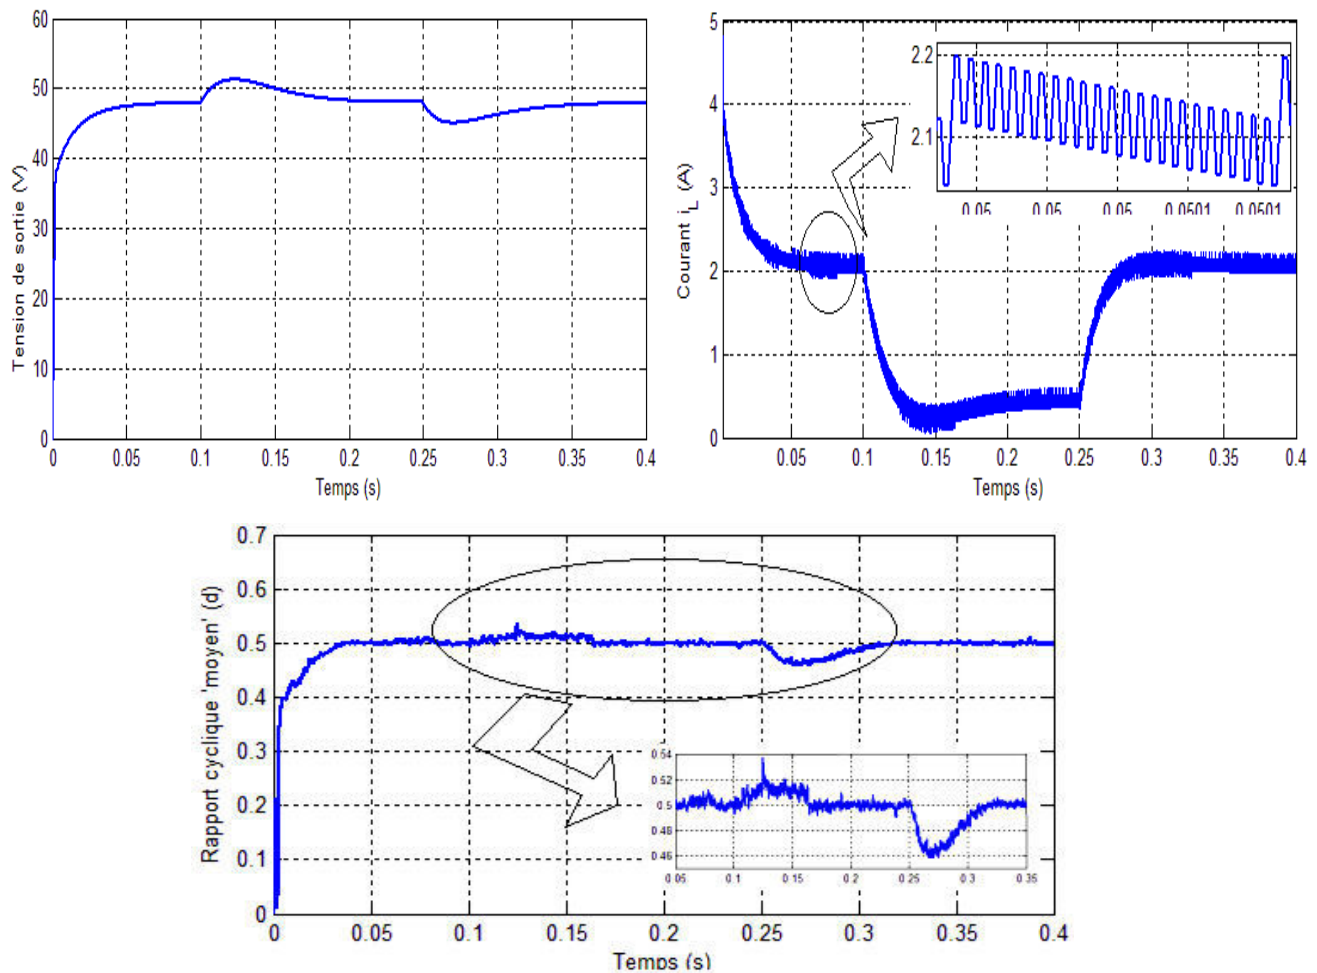 60
50
40
30
20
10
0
Tension de sortie (V)
0 0.05 0.1 0.15 0.2 0.25 0.3 0.35 0.4
Temps (s)
5
4
3
2
1
0
Courant iL (A)
2.2
2.1
0.05 0.05 0.05 0.0501 0.0501
0.05 0.1 0.15 0.2 0.25 0.3 0.35 0.4
Temps (s)
0.7
0.6
0.5
0.4
0.3
0.2
0.1
0
Rapport cyclique 'moyen' (d)
0.54
0.52
0.5
0.48
0.46
0.05 0.1 0.15 0.2 0.25 0.3 0.35
0 0.05 0.1 0.15 0.2 0.25 0.3 0.35 0.4
Temps (s)